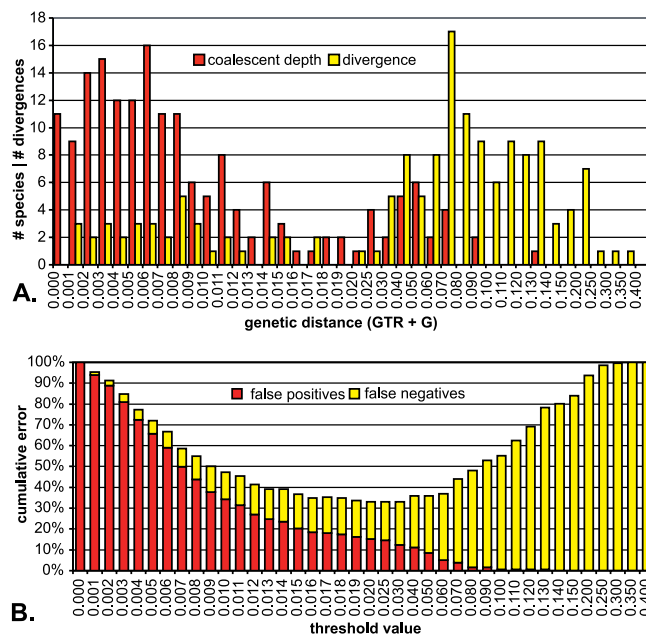 18
16
14
12
10
8
6
4
2
0
# species | # divergences
coalescent depth
divergence
0.000 0.001 0.002 0.003 0.004 0.005 0.006 0.007 0.008 0.009 0.010 0.011 0.012 0.013 0.014 0.015 0.016 0.017 0.018 0.019 0.020 0.025 0.030 0.040 0.050 0.060 0.070 0.080 0.090 0.100 0.110 0.120 0.130 0.140 0.150 0.200 0.250 0.300 0.350 0.400
A.
genetic distance (GTR + G)
100%
90%
80%
70%
60%
50%
40%
30%
20%
10%
0%
cumulative error
false positives
false negatives
0.000 0.001 0.002 0.003 0.004 0.005 0.006 0.007 0.008 0.009 0.010 0.011 0.012 0.013 0.014 0.015 0.016 0.017 0.018 0.019 0.020 0.025 0.030 0.040 0.050 0.060 0.070 0.080 0.090 0.100 0.110 0.120 0.130 0.140 0.150 0.200 0.250 0.300 0.350 0.400
B.
threshold value